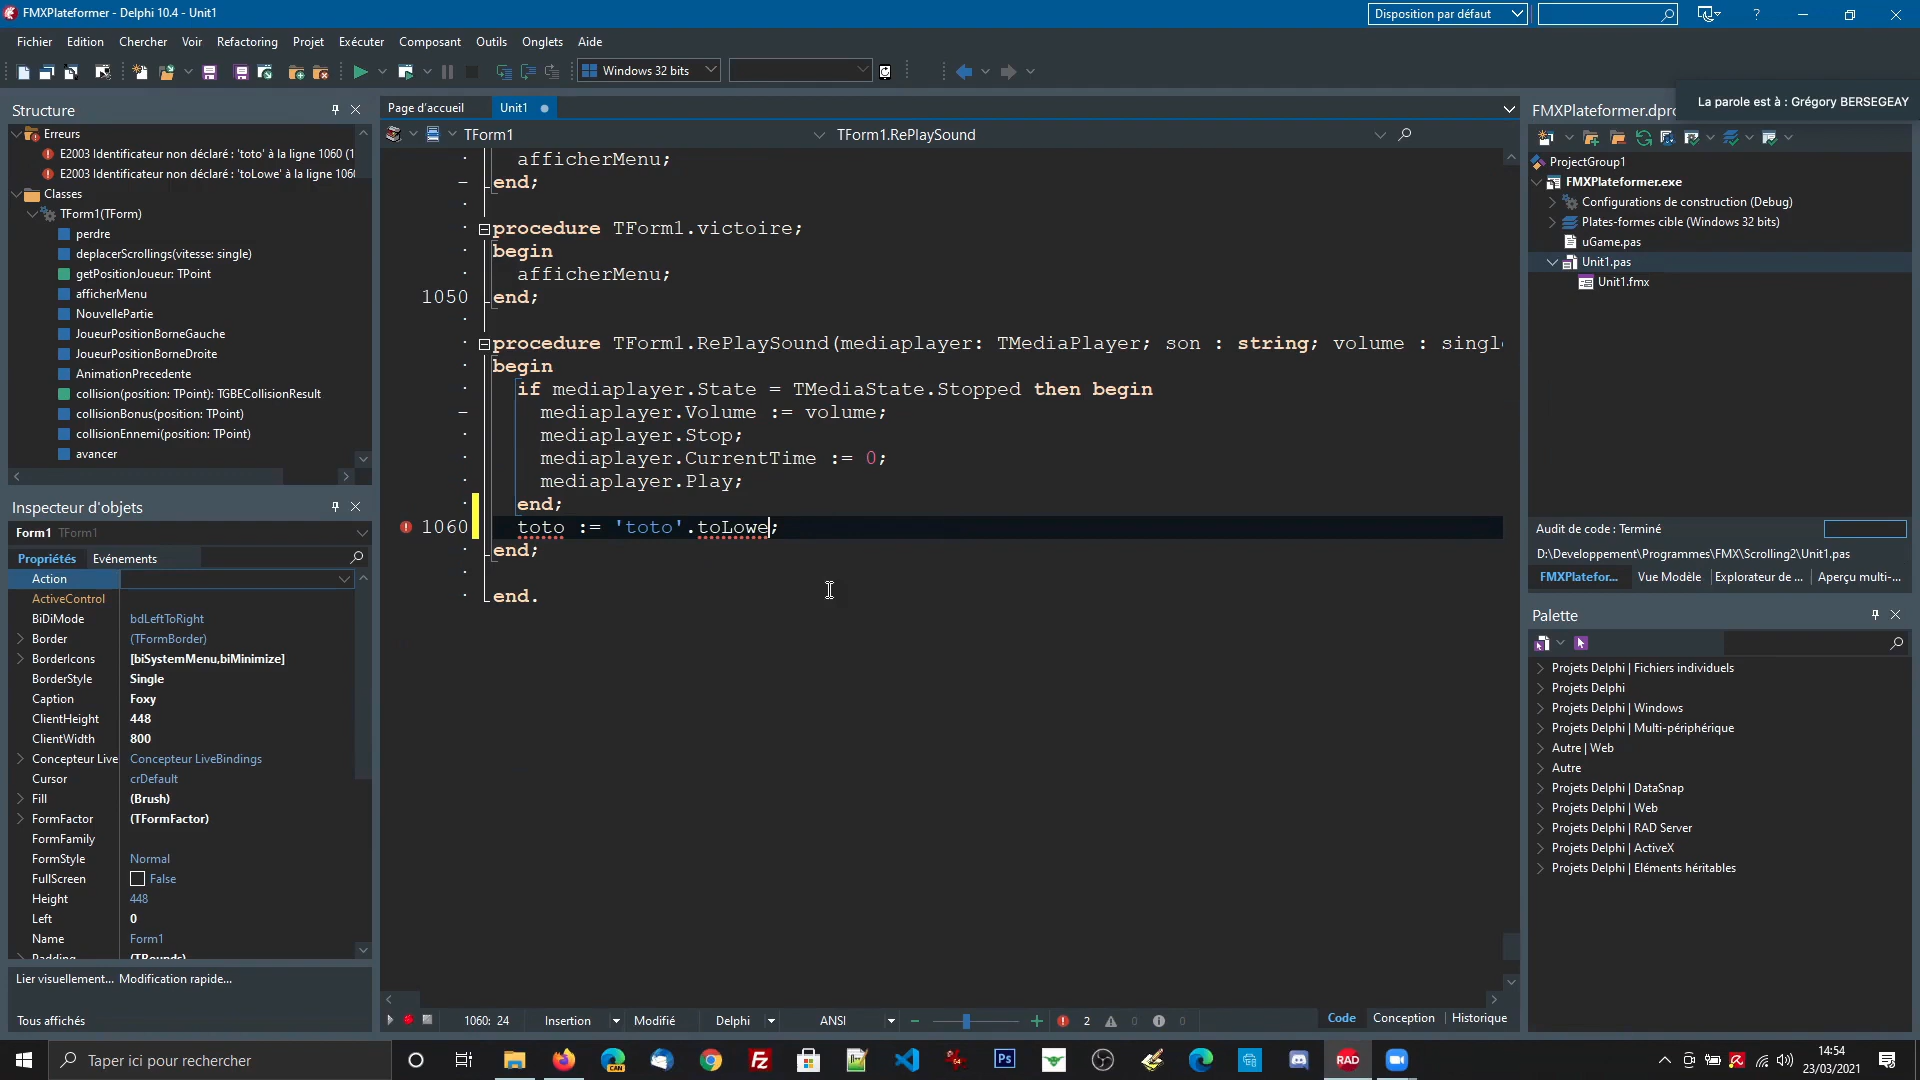 FMXPlateformer - Delphi 10.4 - Unit1
Disposition par défaut
Fichier Edition Chercher Voir Refactoring Projet Exécuter Composant Outils Onglets Aide
Windows 32 bits
La parole est à : Grégory BERSEGEAY
Structure
Erreurs
E2003 Identificateur non déclaré : 'toto' à la ligne 1060 (1
E2003 Identificateur non déclaré : 'toLowe' à la ligne 1060
Classes
TForm1(TForm)
perdre
deplacerScrollings(vitesse: single)
getPositionJoueur: TPoint
afficherMenu
NouvellePartie
JoueurPositionBorneGauche
JoueurPositionBorneDroite
AnimationPrecedente
collision(position: TPoint): TGBECollisionResult
collisionBonus(position: TPoint)
collisionEnnemi(position: TPoint)
avancer
Inspecteur d'objets
Form1 TForm1
Propriétés Evénements
Action
ActiveControl
BiDiMode bdLeftToRight
Border (TFormBorder)
BorderIcons [biSystemMenu,biMinimize]
BorderStyle Single
Caption Foxy
ClientHeight 448
ClientWidth 800
Concepteur Live Concepteur LiveBindings
Cursor crDefault
Fill (Brush)
FormFactor (TFormFactor)
FormFamily
FormStyle Normal
FullScreen False
Height 448
Left 0
Name Form1
Padding (TBounds)
Lier visuellement... Modification rapide...
Tous affichés
Page d'accueil Unit1
TForm1 TForm1.RePlaySound
afficherMenu;
end;
procedure TForm1.victoire;
begin
afficherMenu;
1050 end;
procedure TForm1.RePlaySound(mediaplayer: TMediaPlayer; son : string; volume : single
begin
if mediaplayer.State = TMediaState.Stopped then begin
mediaplayer.Volume := volume;
mediaplayer.Stop;
mediaplayer.CurrentTime := 0;
mediaplayer.Play;
end;
1060 toto := 'toto'.toLowe;
end;
end.
1060: 24 Insertion Modifié Delphi ANSI 2 0 0 Code Conception Historique
FMXPlateformer.dpro
ProjectGroup1
FMXPlateformer.exe
Configurations de construction (Debug)
Plates-formes cible (Windows 32 bits)
uGame.pas
Unit1.pas
Unit1.fmx
Audit de code : Terminé
D:\Developpement\Programmes\FMX\Scrolling2\Unit1.pas
FMXPlatefor... Vue Modèle Explorateur de ... Aperçu multi-...
Palette
Projets Delphi | Fichiers individuels
Projets Delphi
Projets Delphi | Windows
Projets Delphi | Multi-périphérique
Autre | Web
Autre
Projets Delphi | DataSnap
Projets Delphi | Web
Projets Delphi | RAD Server
Projets Delphi | ActiveX
Projets Delphi | Eléments héritables
Taper ici pour rechercher
CAN
Fz
64
Ps
RAD
14:54
23/03/2021